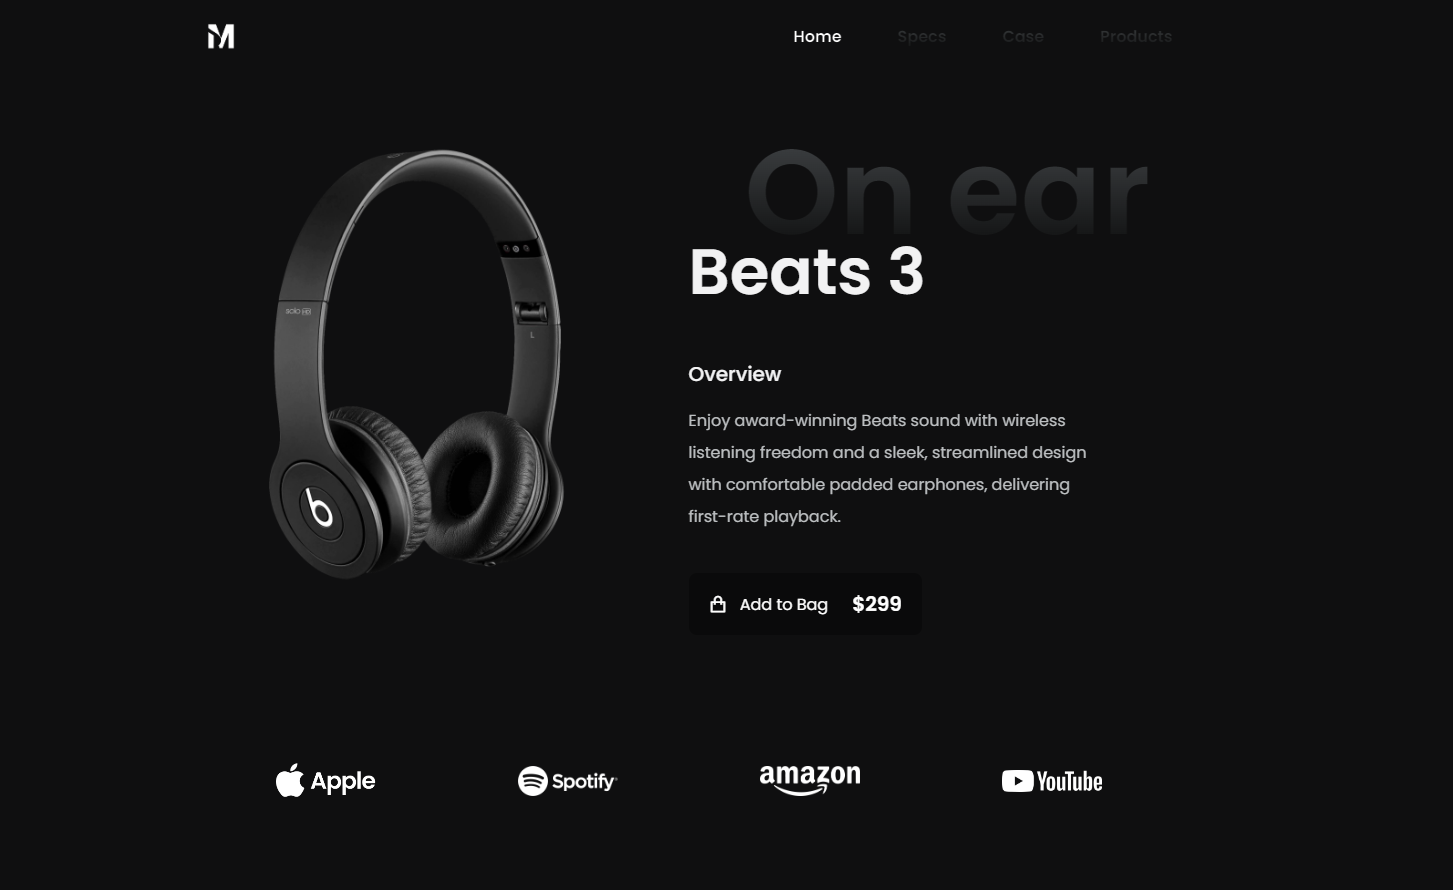 M
Home
Specs
Case
Products
On ear
Beats 3
solo HD
L
b
Overview
Enjoy award-winning Beats sound with wireless
listening freedom and a sleek, streamlined design
with comfortable padded earphones, delivering
first-rate playback.
Add to Bag $299
Apple
Spotify
amazon
YouTube